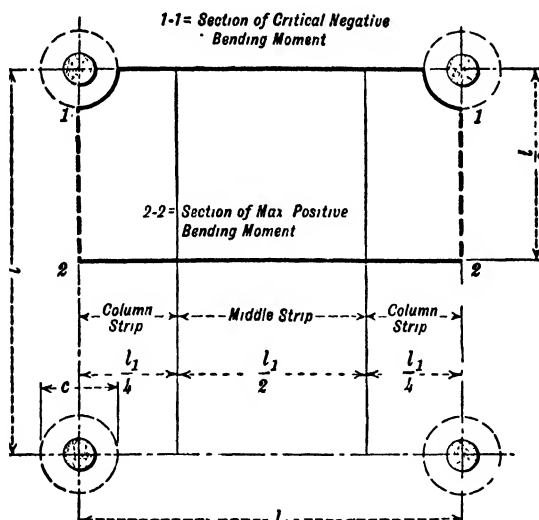 1-1= Section of Critical Negative
Bending Moment
1
1
l
2-2= Section of Max Positive
Bending Moment
2
2
l
Column
Strip
Middle Strip
Column
Strip
c
l₁
4
l₁
2
l₁
4